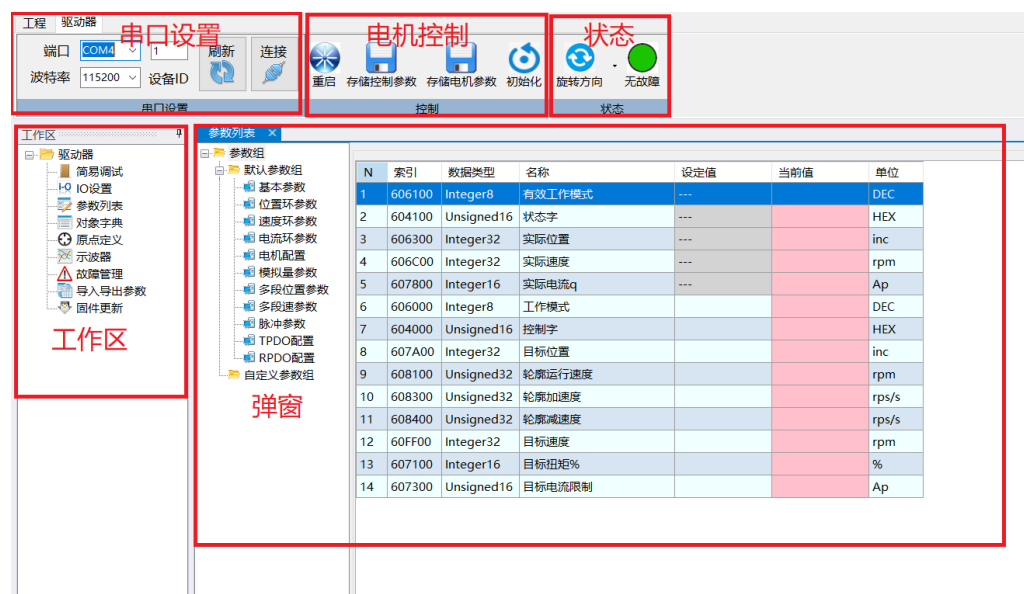 工程 驱动器
串口设置 电机控制 状态
端口 COM4 1 刷新 连接
波特率 115200 设备ID
重启 存储控制参数 存储电机参数 初始化 旋转方向 无故障
串口设置 控制 状态
工作区
驱动器
简易调试
I-O IO设置
参数列表
对象字典
原点定义
示波器
故障管理
导入导出参数
固件更新
工作区
参数列表 ×
参数组
默认参数组
基本参数
位置环参数
速度环参数
电流环参数
电机配置
模拟量参数
多段位置参数
多段速参数
脉冲参数
TPDO配置
RPDO配置
自定义参数组
弹窗
N 索引 数据类型 名称 设定值 当前值 单位
1 606100 Integer8 有效工作模式 --- DEC
2 604100 Unsigned16 状态字 --- HEX
3 606300 Integer32 实际位置 --- inc
4 606C00 Integer32 实际速度 --- rpm
5 607800 Integer16 实际电流q --- Ap
6 606000 Integer8 工作模式 DEC
7 604000 Unsigned16 控制字 HEX
8 607A00 Integer32 目标位置 inc
9 608100 Unsigned32 轮廓运行速度 rpm
10 608300 Unsigned32 轮廓加速度 rps/s
11 608400 Unsigned32 轮廓减速度 rps/s
12 60FF00 Integer32 目标速度 rpm
13 607100 Integer16 目标扭矩% %
14 607300 Unsigned16 目标电流限制 Ap